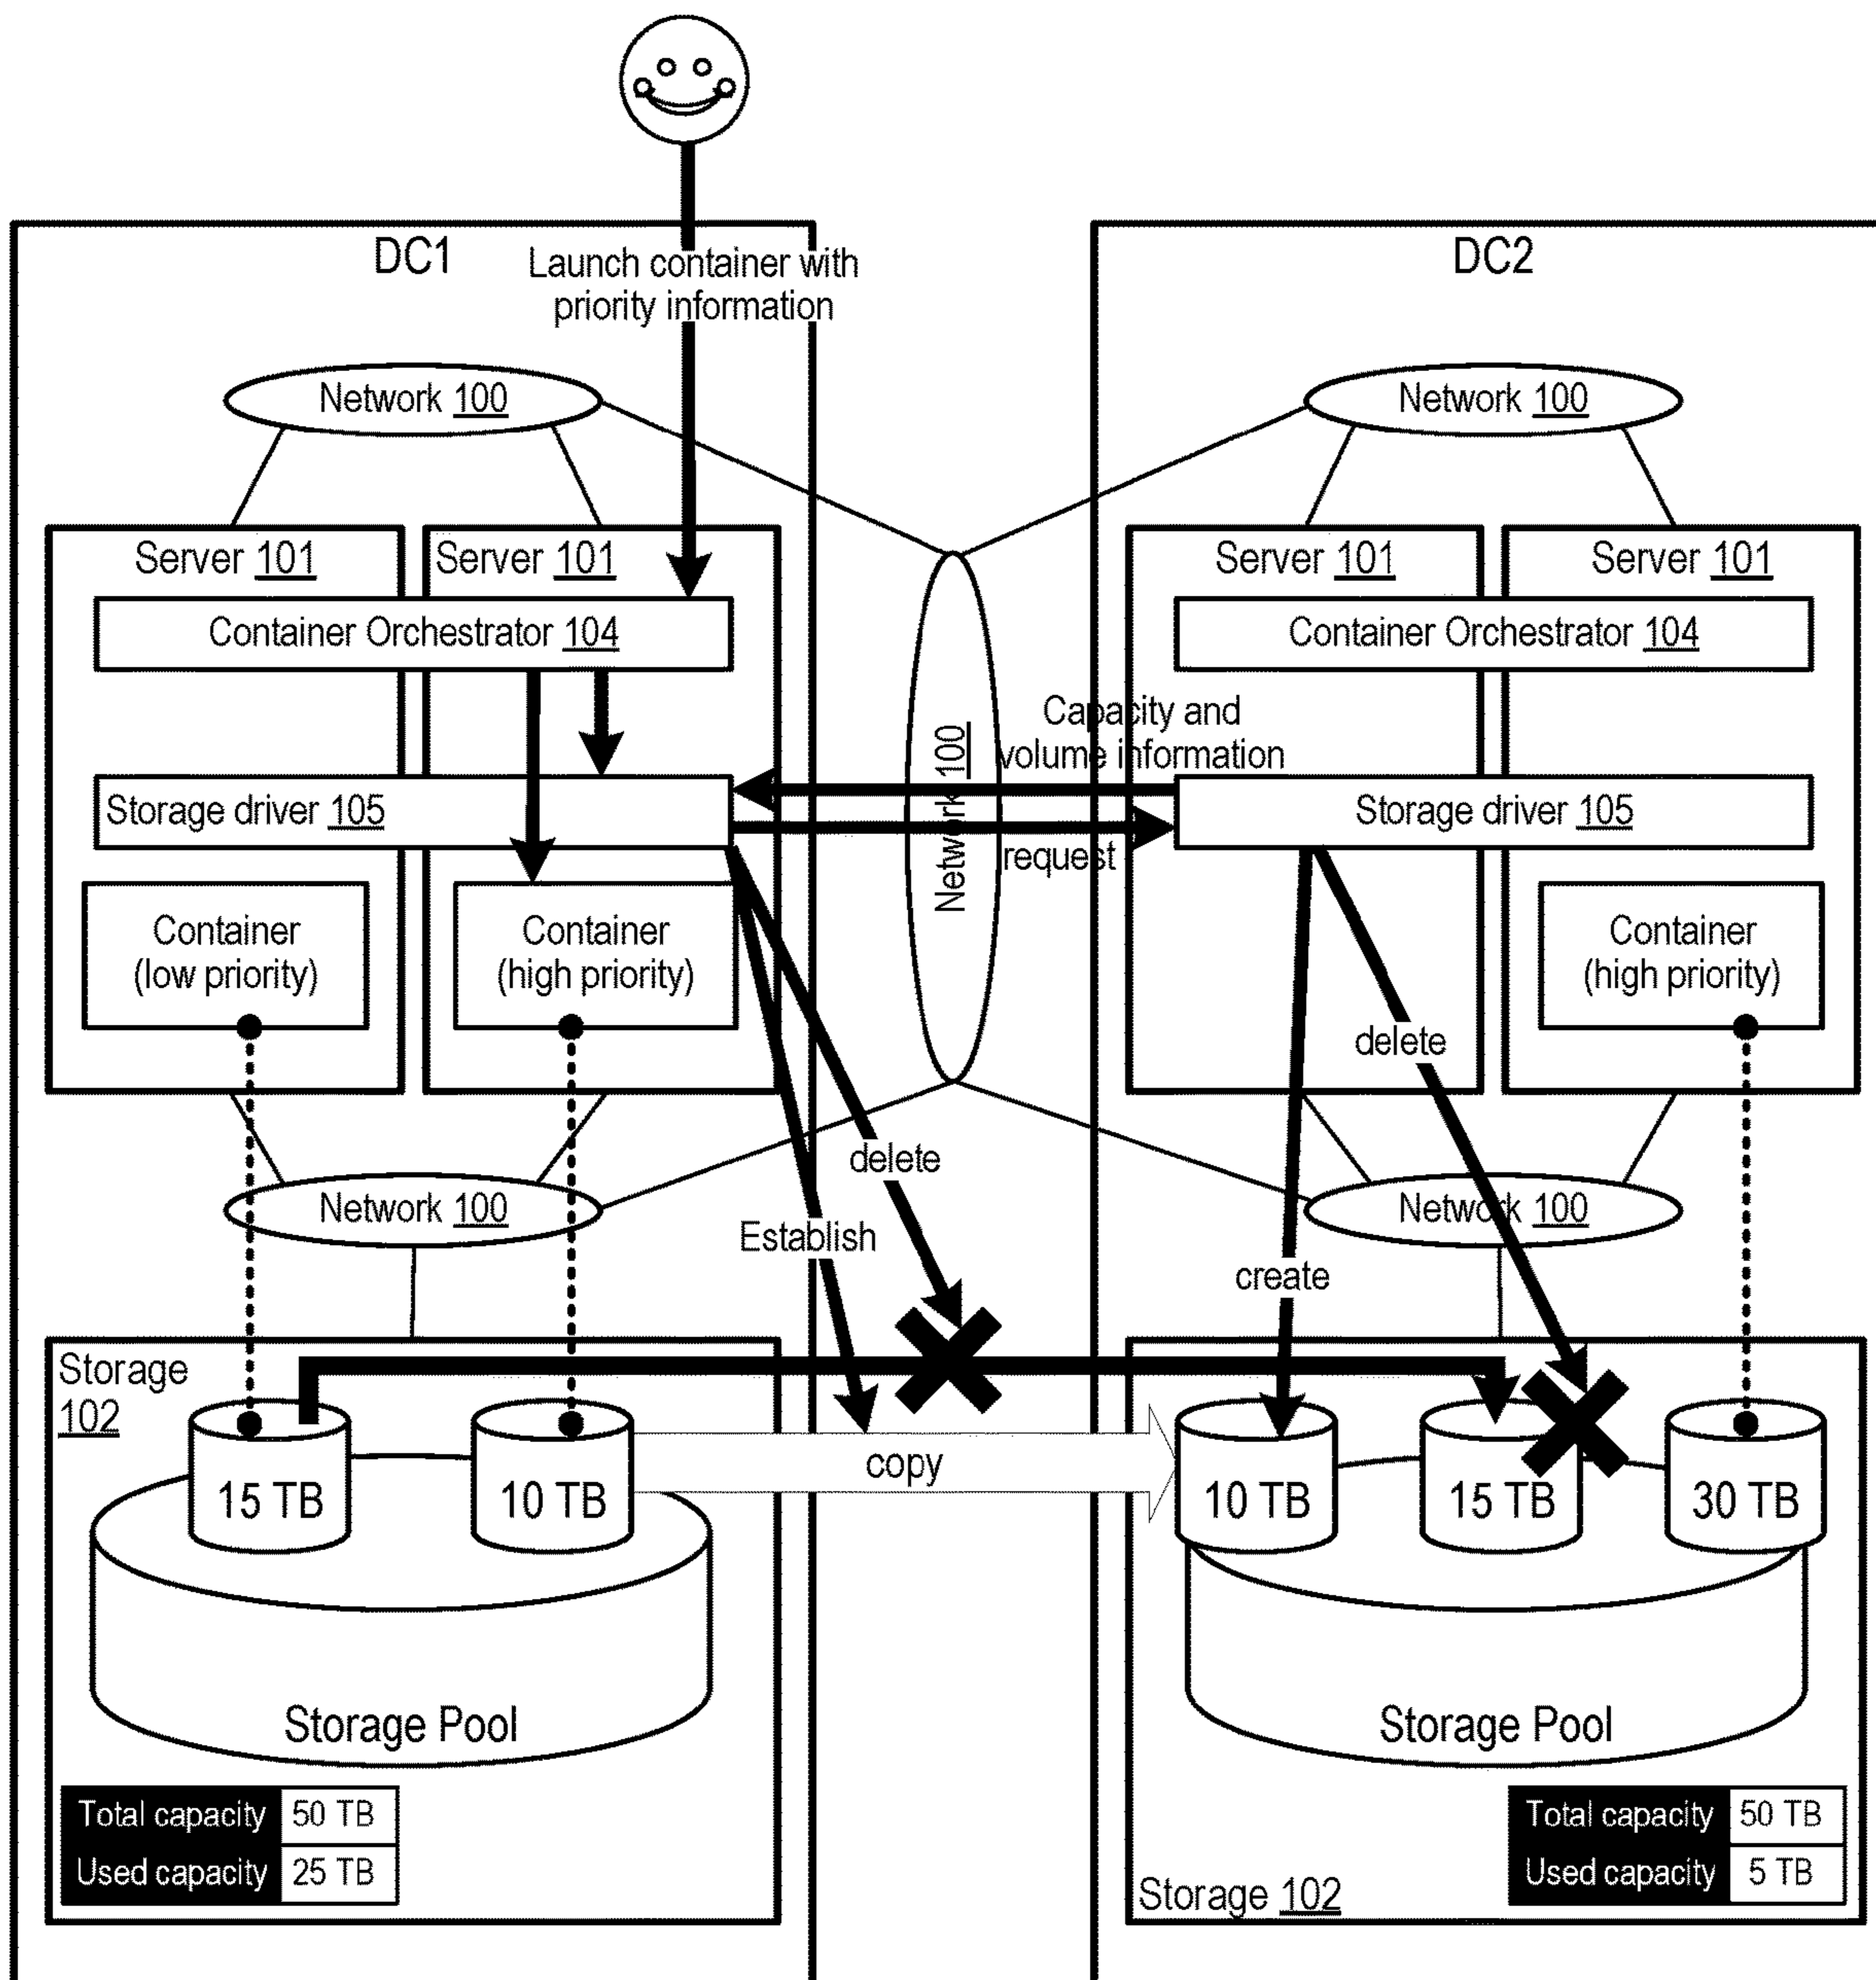 DC1
Launch container with
priority information
DC2
Network 100
Network 100
Server 101
Server 101
Server 101
Server 101
Container Orchestrator 104
Container Orchestrator 104
Capacity and
volume information
Network 100
Storage driver 105
Storage driver 105
request
Container
(low priority)
Container
(high priority)
Container
(high priority)
delete
delete
Network 100
Network 100
Establish
create
Storage
102
copy
15 TB
10 TB
10 TB
15 TB
30 TB
Storage Pool
Storage Pool
Total capacity 50 TB
Used capacity 25 TB
Total capacity 50 TB
Used capacity 5 TB
Storage 102